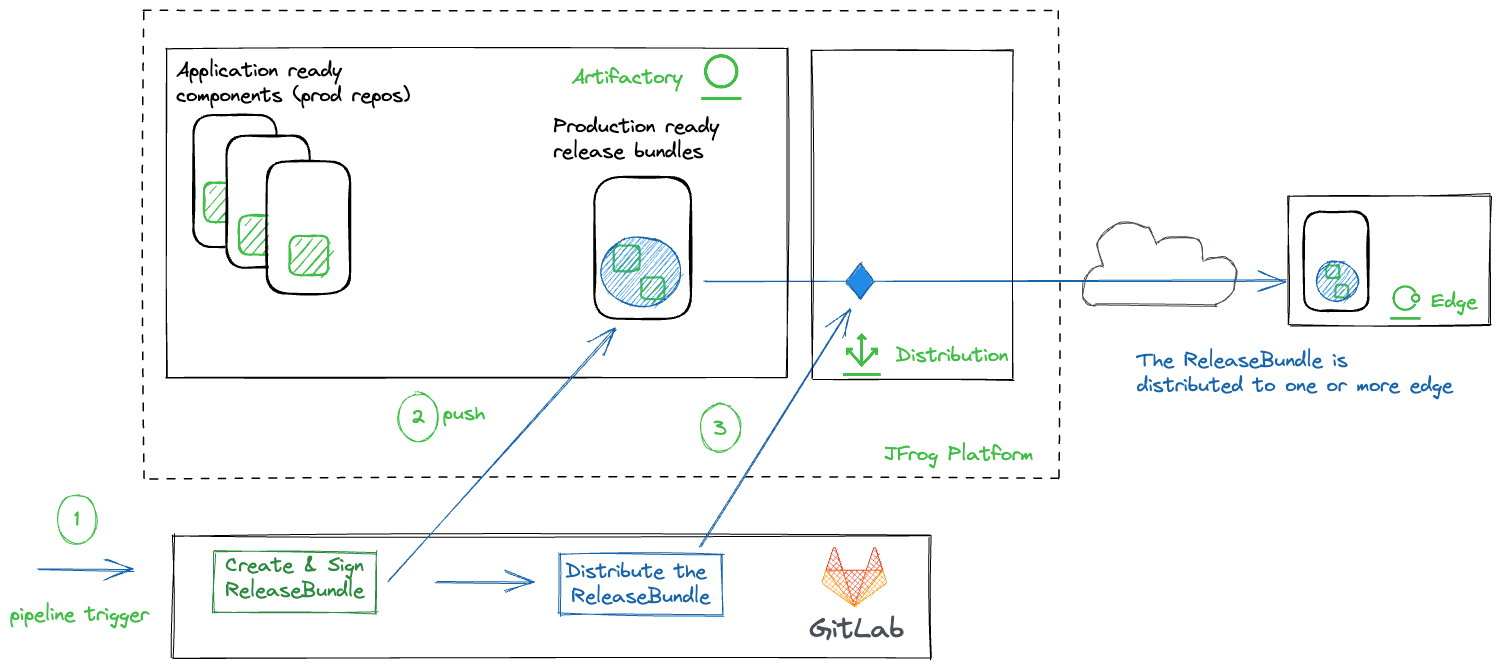 Application ready
components (prod repos)
Artifactory
Production ready
release bundles
Distribution
Edge
The ReleaseBundle is
distributed to one or more edge
2 push
3
JFrog Platform
1
pipeline trigger
Create & Sign
ReleaseBundle
Distribute the
ReleaseBundle
GitLab